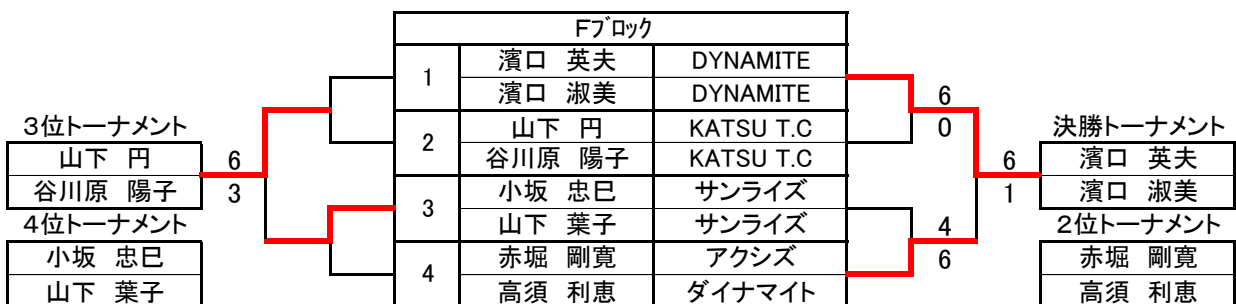 Fブロック
1 濱口 英夫 DYNAMITE
濱口 淑美 DYNAMITE
2 山下 円 KATSU T.C
谷川原 陽子 KATSU T.C
3 小坂 忠巳 サンライズ
山下 葉子 サンライズ
4 赤堀 剛寛 アクシズ
高須 利恵 ダイナマイト
3位トーナメント
山下 円
谷川原 陽子
6
3
4位トーナメント
小坂 忠巳
山下 葉子
6
0
4
6
6
1
決勝トーナメント
濱口 英夫
濱口 淑美
2位トーナメント
赤堀 剛寛
高須 利恵